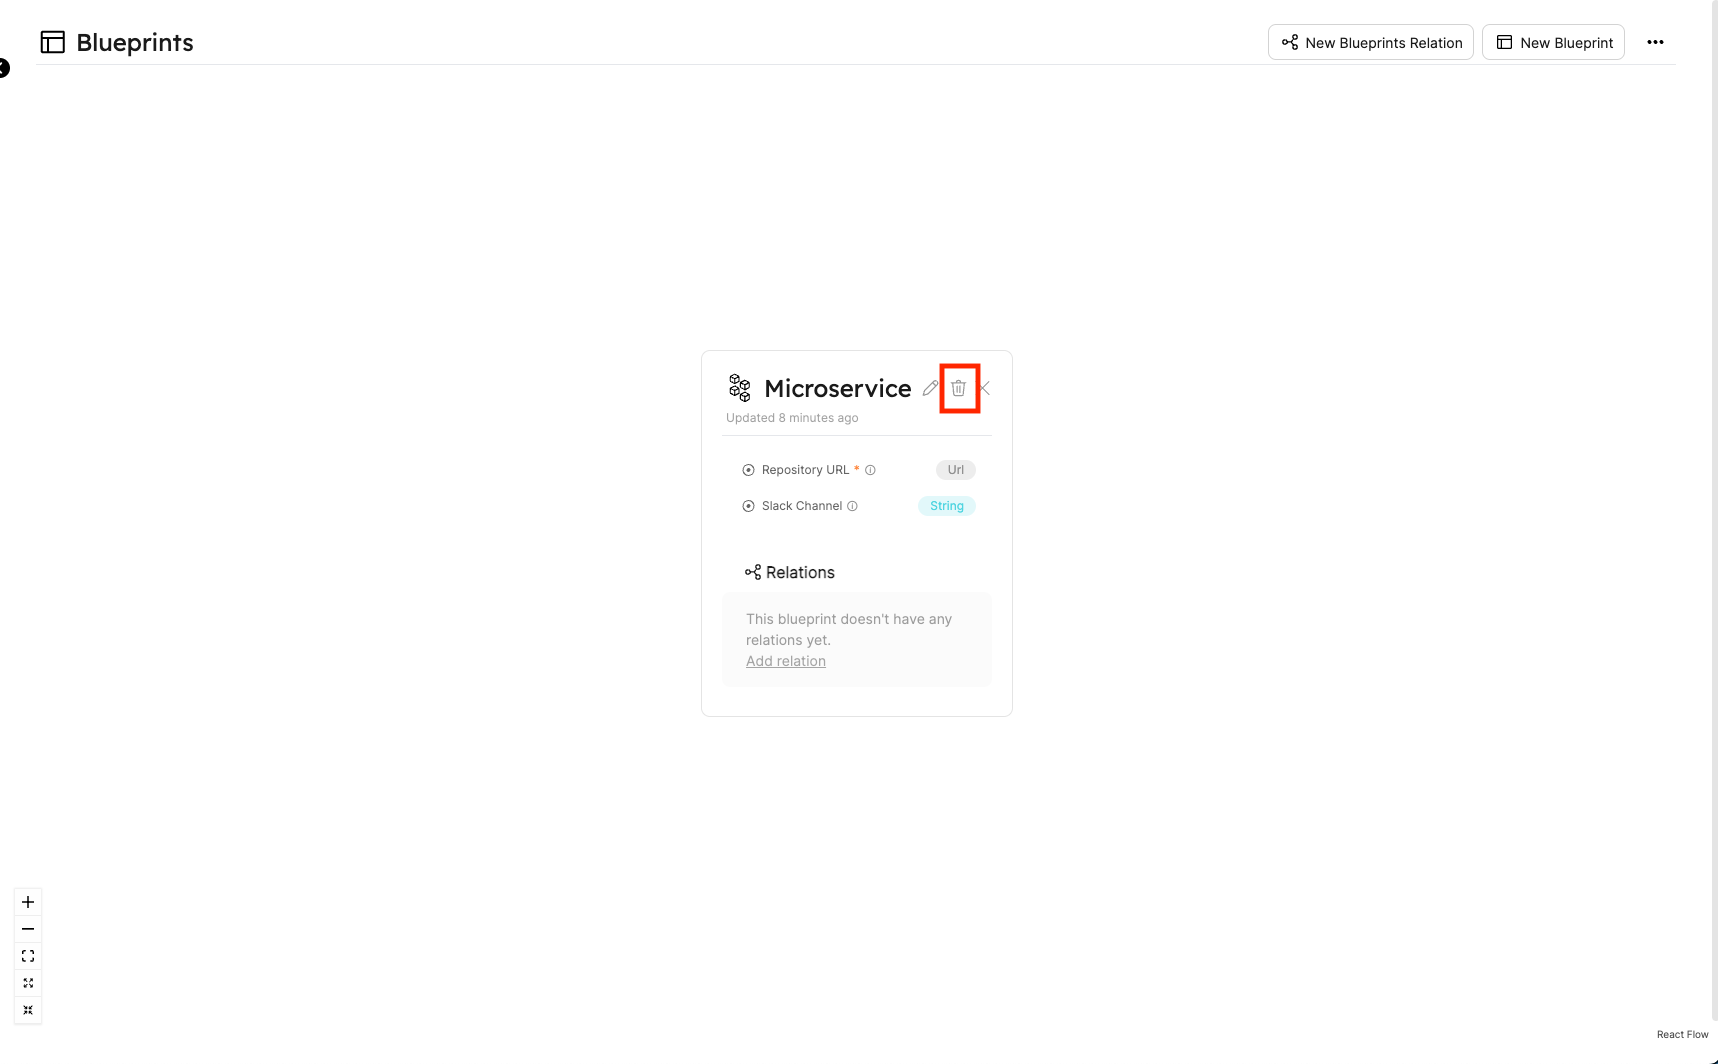 Blueprints
New Blueprints Relation
New Blueprint
Microservice
Updated 8 minutes ago
Repository URL *
Url
Slack Channel
String
Relations
This blueprint doesn't have any
relations yet.
Add relation
React Flow